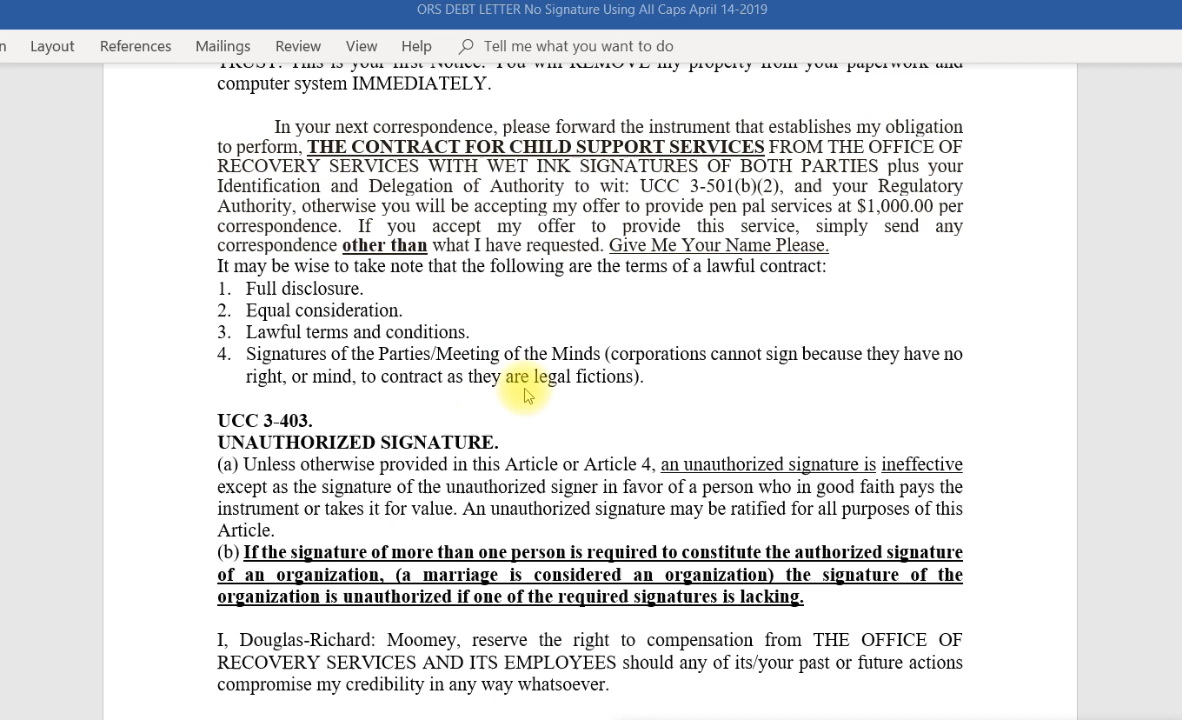 ORS DEBT LETTER No Signature Using All Caps April 14-2019
Layout References Mailings Review View Help Tell me what you want to do
TRUST. This is your first Notice. You will REMOVE my property from your paperwork and
computer system IMMEDIATELY.
In your next correspondence, please forward the instrument that establishes my obligation
to perform, THE CONTRACT FOR CHILD SUPPORT SERVICES FROM THE OFFICE OF
RECOVERY SERVICES WITH WET INK SIGNATURES OF BOTH PARTIES plus your
Identification and Delegation of Authority to wit: UCC 3-501(b)(2), and your Regulatory
Authority, otherwise you will be accepting my offer to provide pen pal services at $1,000.00 per
correspondence. If you accept my offer to provide this service, simply send any
correspondence other than what I have requested. Give Me Your Name Please.
It may be wise to take note that the following are the terms of a lawful contract:
1. Full disclosure.
2. Equal consideration.
3. Lawful terms and conditions.
4. Signatures of the Parties/Meeting of the Minds (corporations cannot sign because they have no
right, or mind, to contract as they are legal fictions).
UCC 3-403.
UNAUTHORIZED SIGNATURE.
(a) Unless otherwise provided in this Article or Article 4, an unauthorized signature is ineffective
except as the signature of the unauthorized signer in favor of a person who in good faith pays the
instrument or takes it for value. An unauthorized signature may be ratified for all purposes of this
Article.
(b) If the signature of more than one person is required to constitute the authorized signature
of an organization, (a marriage is considered an organization) the signature of the
organization is unauthorized if one of the required signatures is lacking.
I, Douglas-Richard: Moomey, reserve the right to compensation from THE OFFICE OF
RECOVERY SERVICES AND ITS EMPLOYEES should any of its/your past or future actions
compromise my credibility in any way whatsoever.